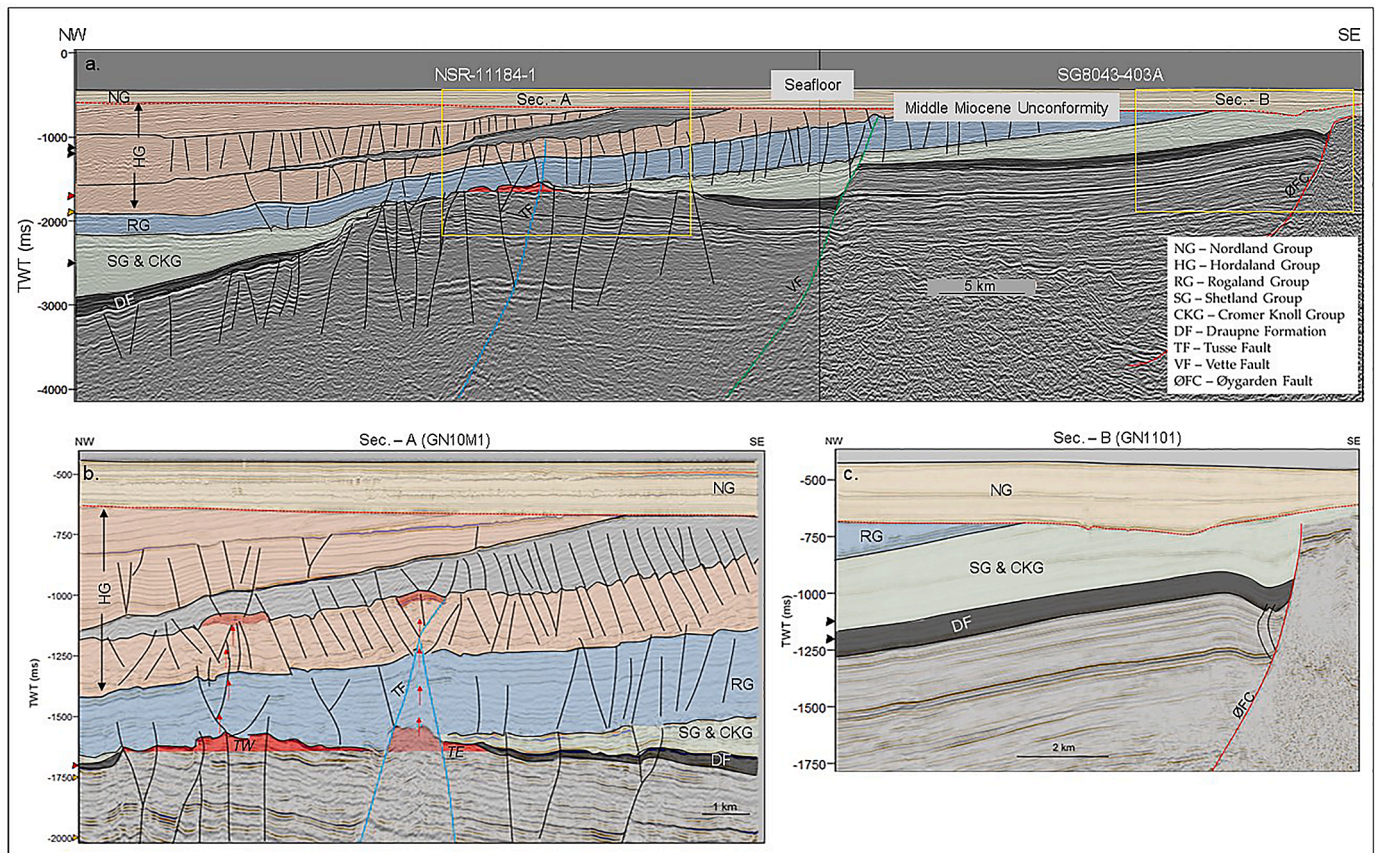 NW
SE
a.
0
NSR-11184-1
SG8043-403A
Seafloor
NG
Sec.- A
Sec.- B
Middle Miocene Unconformity
-1000
HG
ØFC
-2000
RG
TF
TWT (ms)
SG & CKG
NG – Nordland Group
HG – Hordaland Group
RG – Rogaland Group
SG – Shetland Group
CKG – Cromer Knoll Group
DF – Draupne Formation
TF – Tusse Fault
VF – Vette Fault
ØFC – Øygarden Fault
VF
5 km
DF
-3000
-4000
NW
Sec. – A (GN10M1)
SE
b.
-500
NG
-750
HG
-1000
TWT (ms)
-1250
TF
RG
-1500
SG & CKG
TW
TE
DF
-1750
1 km
-2000
NW
Sec. – B (GN1101)
SE
c.
-500
NG
RG
-750
SG & CKG
-1000
TWT (ms)
DF
-1250
-1500
ØFC
2 km
-1750